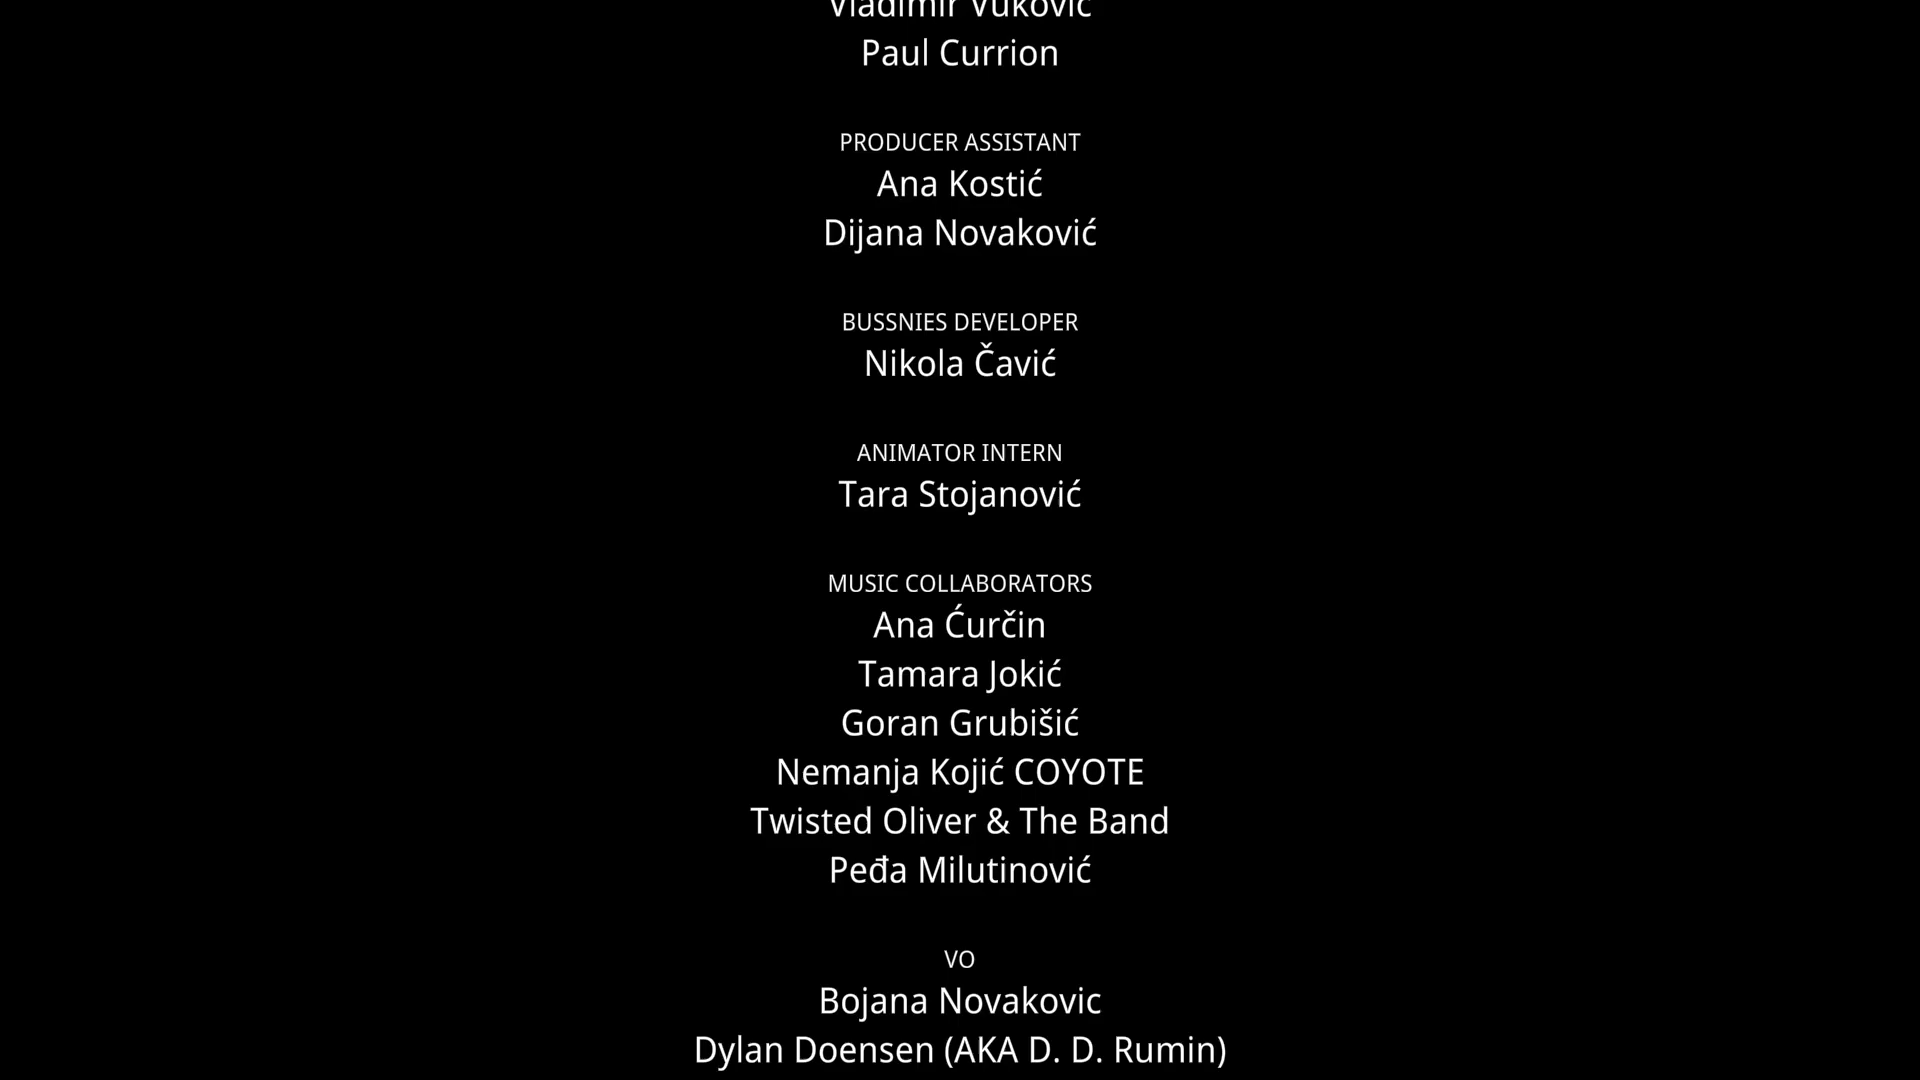 Vladimir Vuković
Paul Currion
PRODUCER ASSISTANT
Ana Kostić
Dijana Novaković
BUSSNIES DEVELOPER
Nikola Čavić
ANIMATOR INTERN
Tara Stojanović
MUSIC COLLABORATORS
Ana Ćurčin
Tamara Jokić
Goran Grubišić
Nemanja Kojić COYOTE
Twisted Oliver & The Band
Peđa Milutinović
VO
Bojana Novakovic
Dylan Doensen (AKA D. D. Rumin)